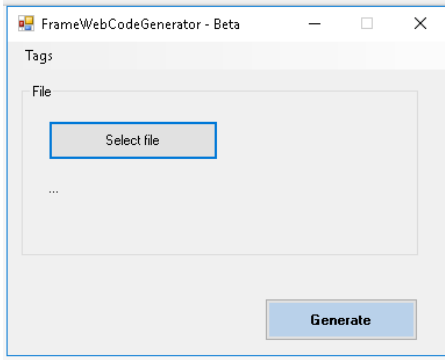 FrameWebCodeGenerator - Beta
Tags
File
Select file
...
Generate